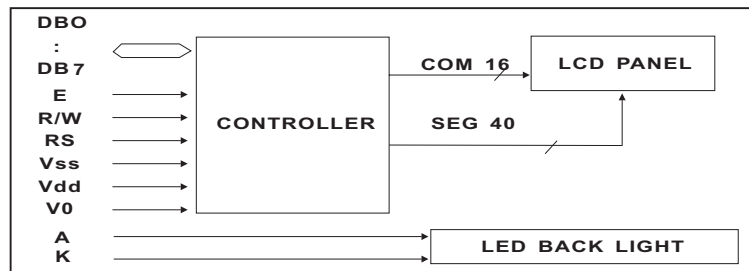 DBO
:
DB7
E
R/W
RS
Vss
Vdd
V0
A
K
CONTROLLER
COM 16
SEG 40
LCD PANEL
LED BACK LIGHT